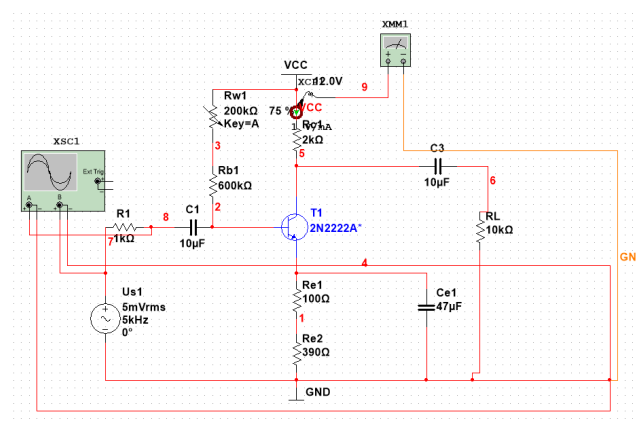 XMM1
VCC
12.0V
9
Rw1
200kΩ
Key=A
75 %
VCC
Rc1
2kΩ
5
3
XSC1
Ext Trig
A
B
Rb1
600kΩ
2
C3
10µF
6
R1
1kΩ
7
8
C1
10µF
T1
2N2222A*
RL
10kΩ
GN
4
Us1
5mVrms
5kHz
0°
Re1
100Ω
1
Ce1
47µF
Re2
390Ω
GND